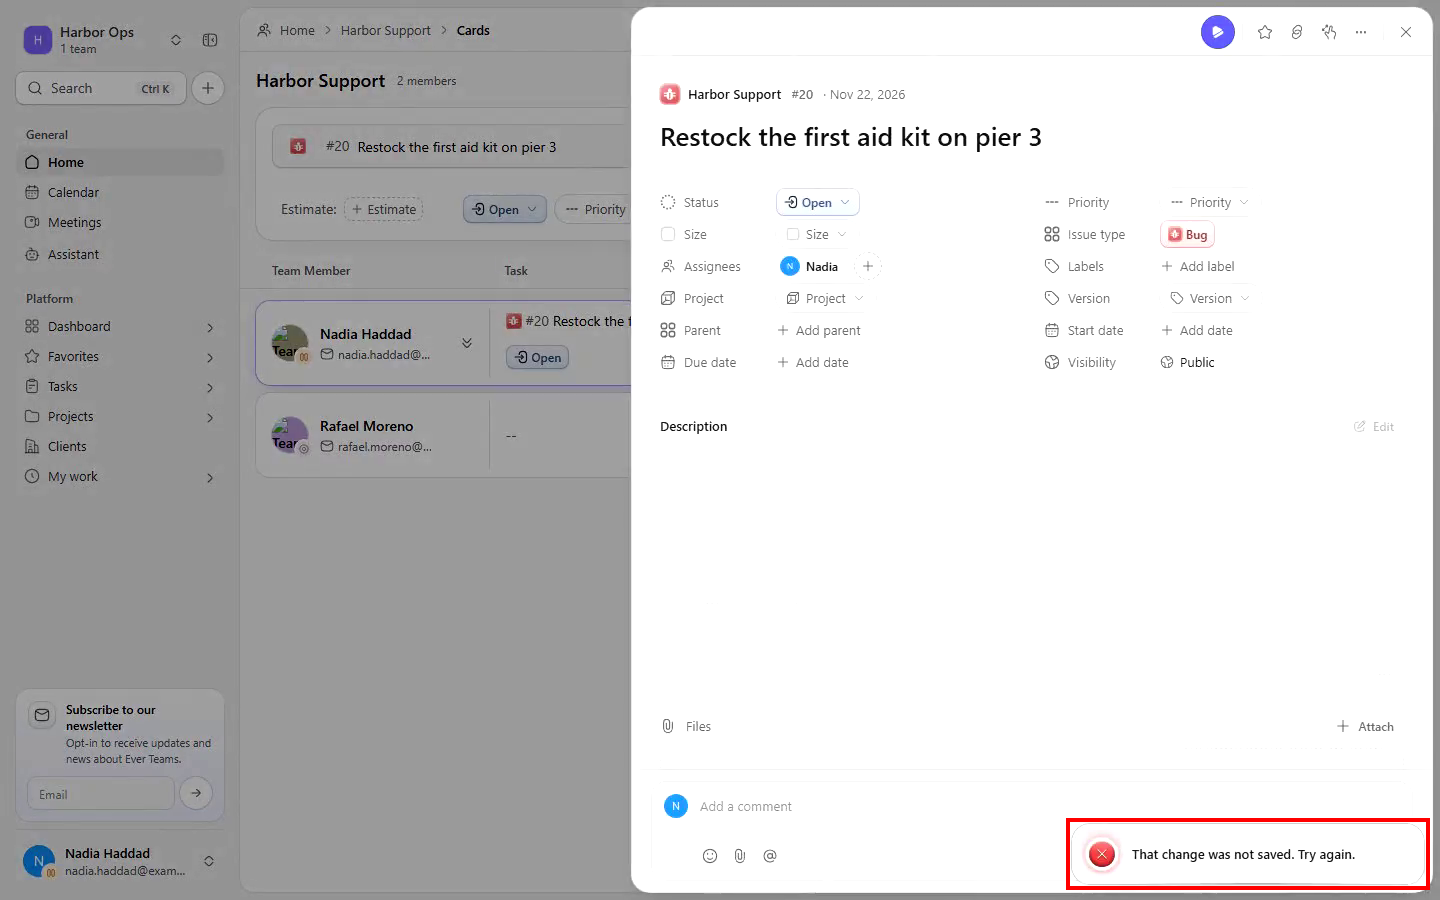 H
Harbor Ops
1 team
Search Ctrl K
General
Home
Calendar
Meetings
Assistant
Platform
Dashboard
Favorites
Tasks
Projects
Clients
My work
Subscribe to our
newsletter
Opt-in to receive updates and
news about Ever Teams.
Email
N
Nadia Haddad
nadia.haddad@exam...
Home > Harbor Support > Cards
Harbor Support 2 members
#20 Restock the first aid kit on pier 3
Estimate: + Estimate Open --- Priority
Team Member Task
Nadia Haddad
nadia.haddad@...
#20 Restock the f
Open
Rafael Moreno
rafael.moreno@...
--
Harbor Support #20 · Nov 22, 2026
Restock the first aid kit on pier 3
Status Open
Priority --- Priority
Size Size
Issue type Bug
Assignees N Nadia +
Labels + Add label
Project Project
Version Version
Parent + Add parent
Start date + Add date
Due date + Add date
Visibility Public
Description Edit
Files + Attach
N Add a comment
That change was not saved. Try again.